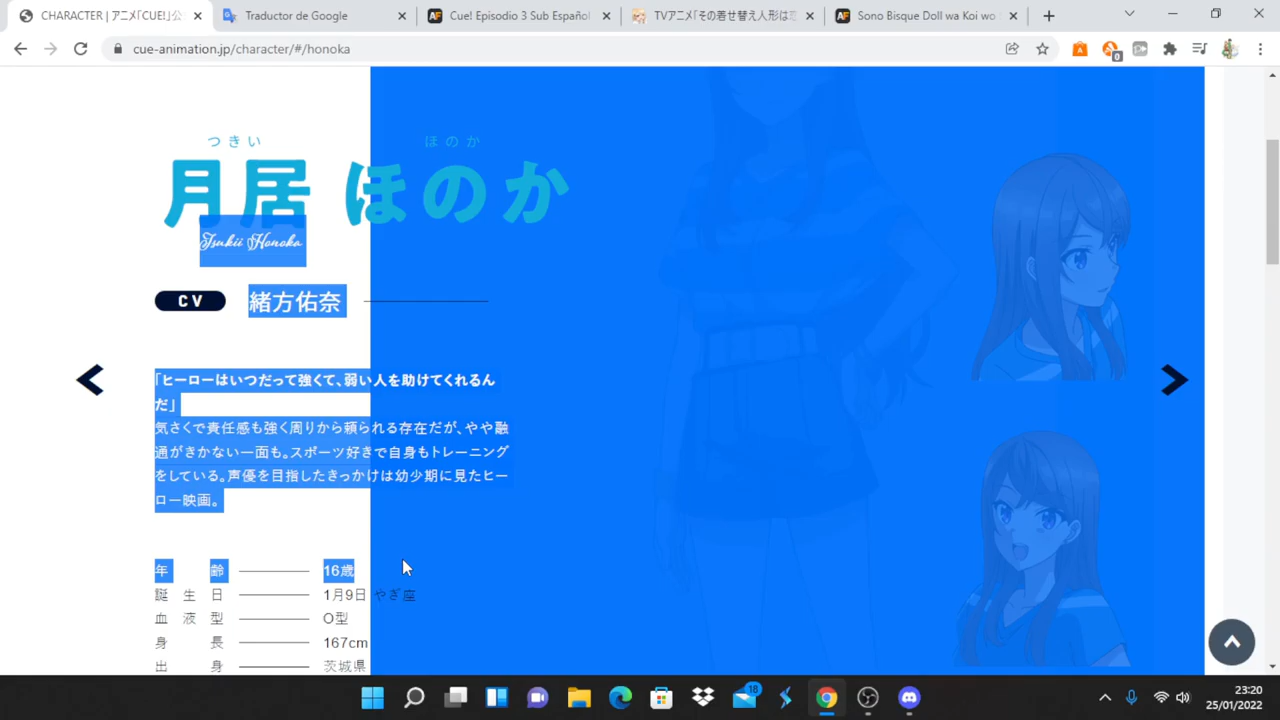 CHARACTER | アニメ「CUE!」公
Traductor de Google
Cue! Episodio 3 Sub Español
TVアニメ「その着せ替え人形は恋
Sono Bisque Doll wa Koi wo
cue-animation.jp/character/#/honoka
0
つきい ほのか
月居 ほのか
Tsukii Honoka
CV 緒方佑奈
「ヒーローはいつだって強くて、弱い人を助けてくれるん
だ」
気さくで責任感も強く周りから頼られる存在だが、やや融
通がきかない一面も。スポーツ好きで自身もトレーニング
をしている。声優を目指したきっかけは幼少期に見たヒー
ロー映画。
年齢 16歳
誕生日 1月9日 やぎ座
血液型 O型
身長 167cm
出身 茨城県
18
23:20
25/01/2022